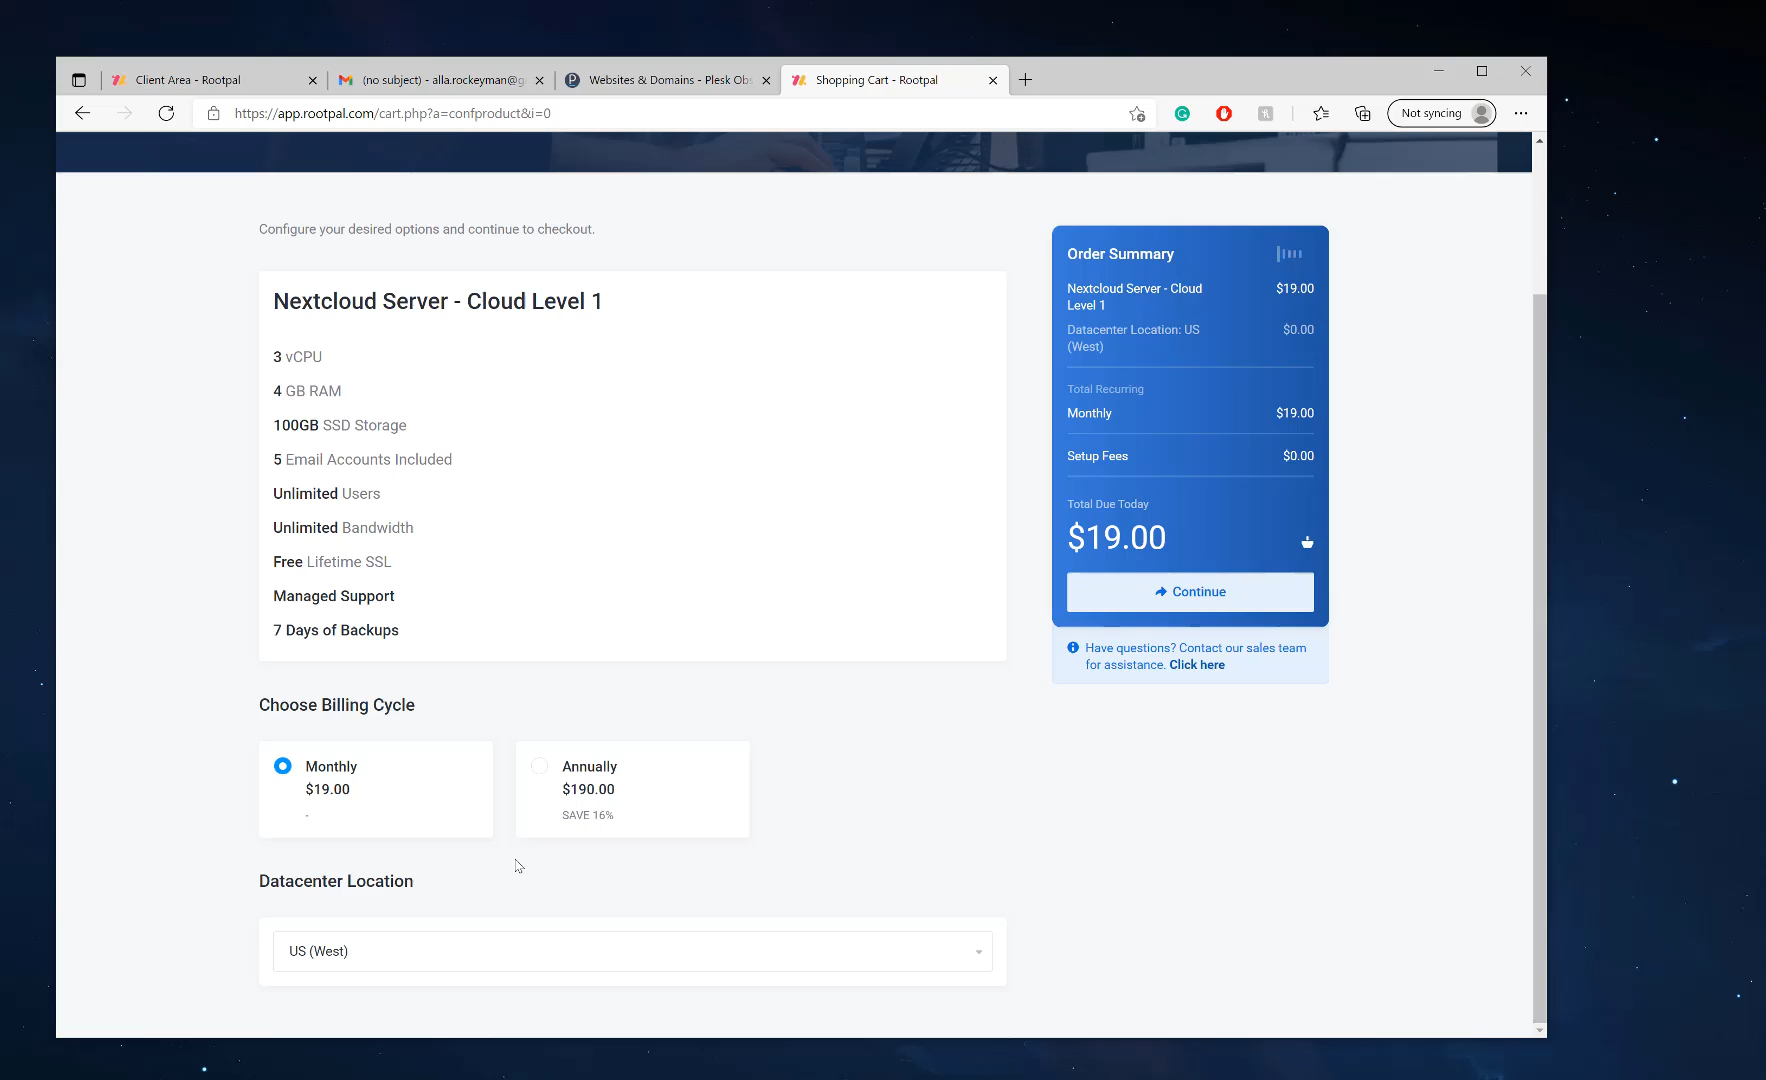 Client Area - Rootpal
(no subject) - alla.rockeyman@g
Websites & Domains - Plesk Obs
Shopping Cart - Rootpal
https://app.rootpal.com/cart.php?a=confproduct&i=0
Not syncing
Configure your desired options and continue to checkout.
Nextcloud Server - Cloud Level 1
3 vCPU
4 GB RAM
100GB SSD Storage
5 Email Accounts Included
Unlimited Users
Unlimited Bandwidth
Free Lifetime SSL
Managed Support
7 Days of Backups
Choose Billing Cycle
Monthly
$19.00
-
Annually
$190.00
SAVE 16%
Datacenter Location
US (West)
Order Summary
Nextcloud Server - Cloud $19.00
Level 1
Datacenter Location: US $0.00
(West)
Total Recurring
Monthly $19.00
Setup Fees $0.00
Total Due Today
$19.00
Continue
Have questions? Contact our sales team
for assistance. Click here